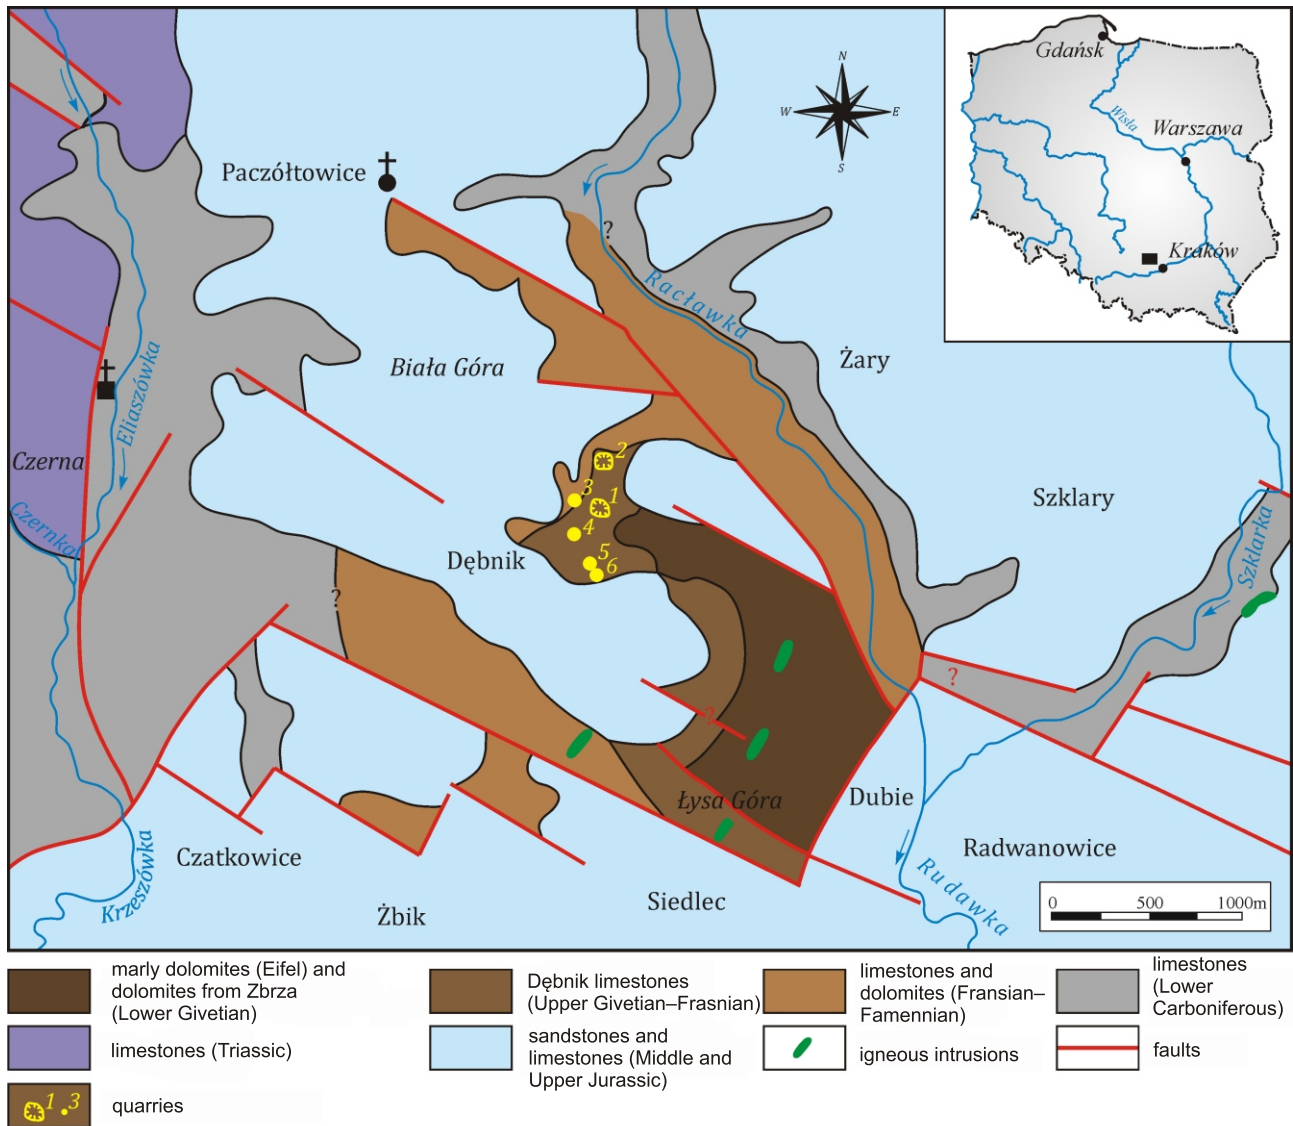 Gdańsk
Wisła
Warszawa
Kraków
N
W
E
S
Paczółtowice
?
Racławka
Żary
Biała Góra
Eliaszówka
Czerna
Czernka
2
3
1
4
5
6
Dębnik
Szklary
Szklarka
?
?
?
Łysa Góra
Dubie
Radwanowice
Czatkowice
Krzeszówka
Żbik
Siedlec
Rudawka
0 500 1000m
marly dolomites (Eifel) and
dolomites from Zbrza
(Lower Givetian)
Dębnik limestones
(Upper Givetian–Frasnian)
limestones and
dolomites (Fransian–
Famennian)
limestones
(Lower
Carboniferous)
limestones (Triassic)
sandstones and
limestones (Middle and
Upper Jurassic)
igneous intrusions
faults
1 3
quarries